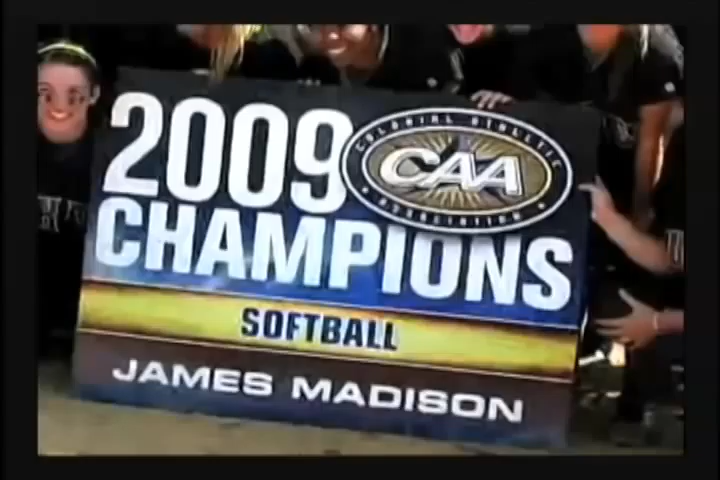 2009
COLONIAL ATHLETIC
CAA
ASSOCIATION
CHAMPIONS
SOFTBALL
JAMES MADISON